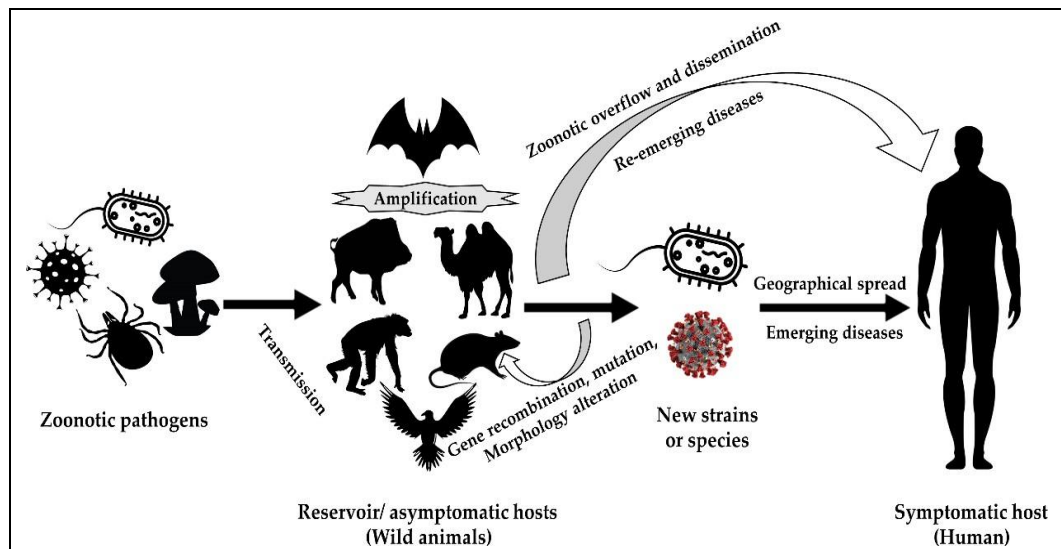 Zoonotic overflow and dissemination
Re-emerging diseases
Amplification
Transmission
Gene recombination, mutation,
Morphology alteration
Geographical spread
Emerging diseases
Zoonotic pathogens
New strains
or species
Reservoir/ asymptomatic hosts
(Wild animals)
Symptomatic host
(Human)